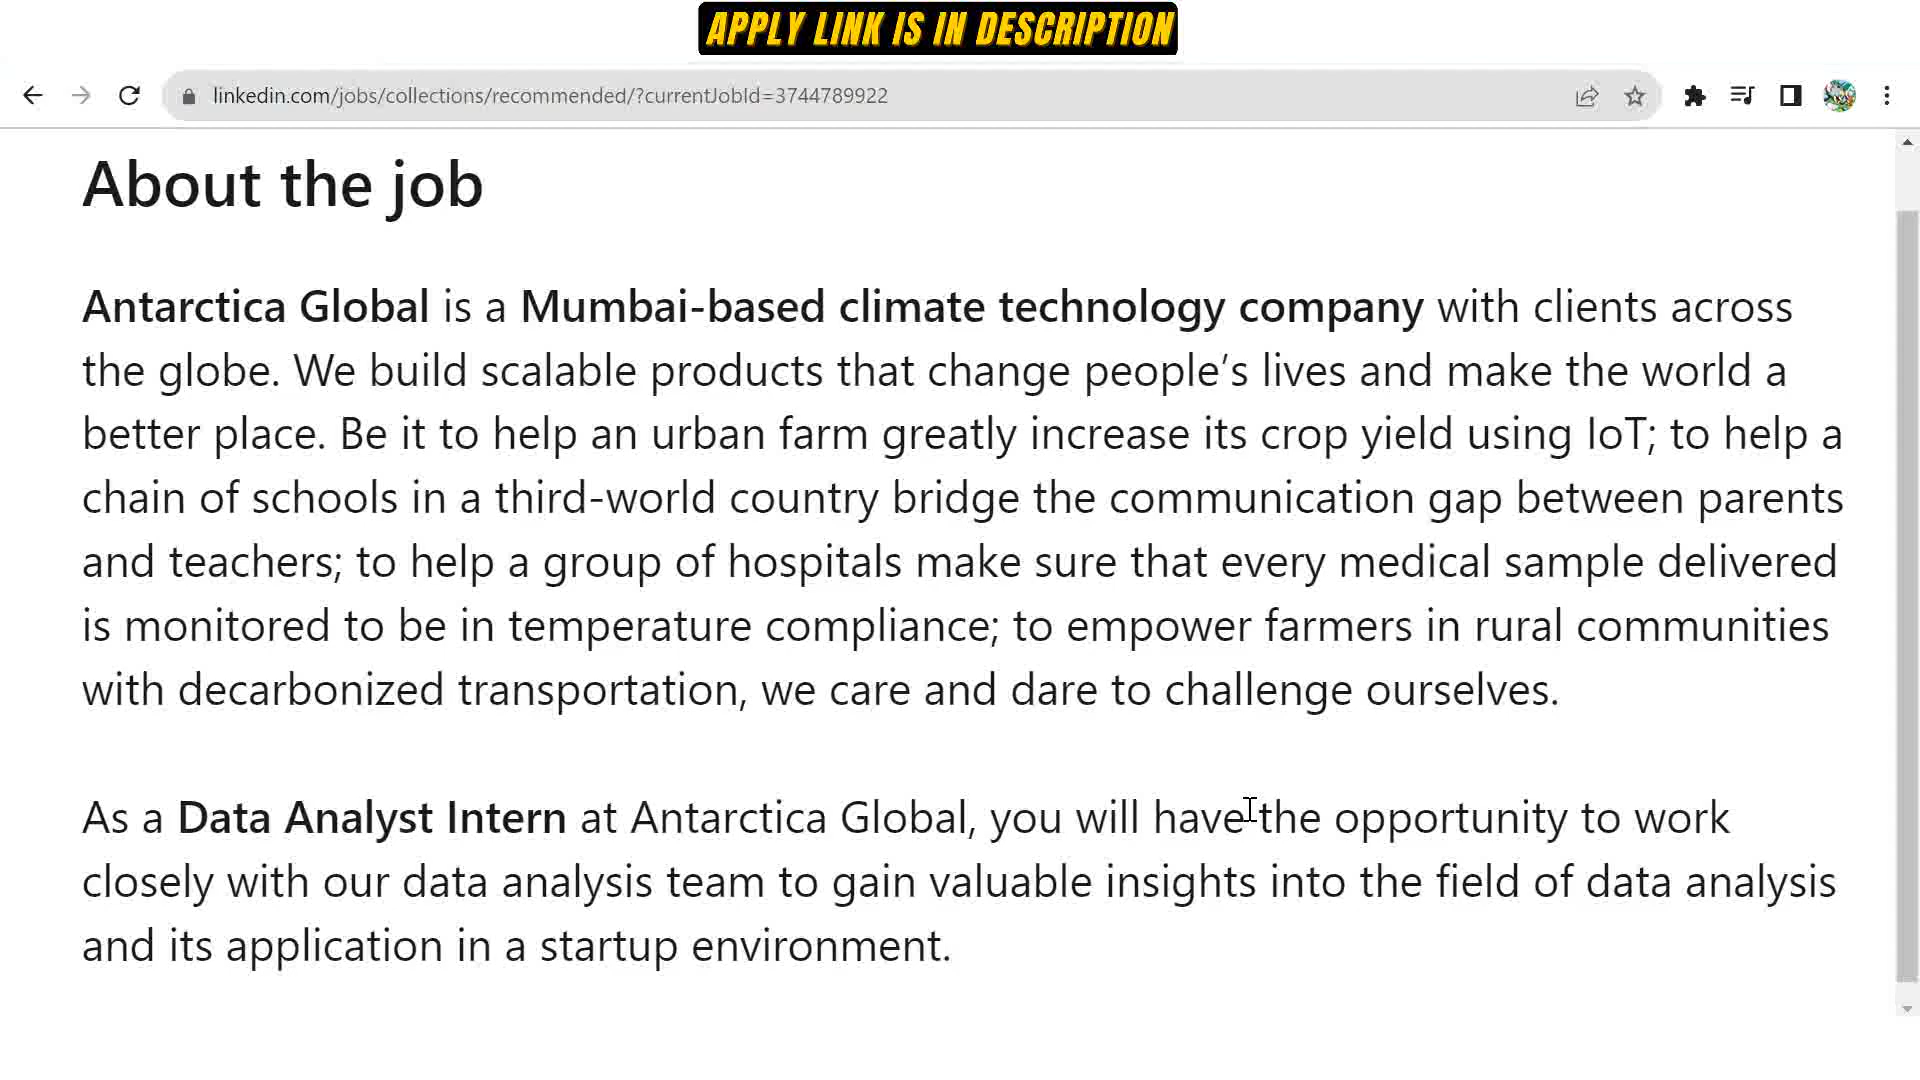 APPLY LINK IS IN DESCRIPTION
linkedin.com/jobs/collections/recommended/?currentJobId=3744789922
About the job
Antarctica Global is a Mumbai-based climate technology company with clients across
the globe. We build scalable products that change people’s lives and make the world a
better place. Be it to help an urban farm greatly increase its crop yield using IoT; to help a
chain of schools in a third-world country bridge the communication gap between parents
and teachers; to help a group of hospitals make sure that every medical sample delivered
is monitored to be in temperature compliance; to empower farmers in rural communities
with decarbonized transportation, we care and dare to challenge ourselves.
As a Data Analyst Intern at Antarctica Global, you will have the opportunity to work
closely with our data analysis team to gain valuable insights into the field of data analysis
and its application in a startup environment.